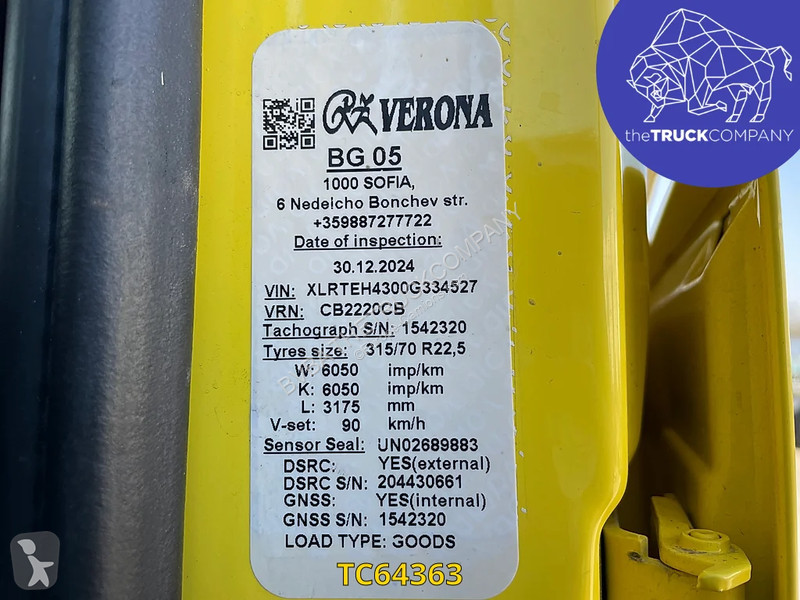 VERONA
BG 05
1000 SOFIA,
6 Nedelcho Bonchev str.
+359887277722
Date of inspection:
30.12.2024
VIN: XLRTEH4300G334527
VRN: CB2220CB
Tachograph S/N: 1542320
Tyres size: 315/70 R22,5
W: 6050 imp/km
K: 6050 imp/km
L: 3175 mm
V-set: 90 km/h
Sensor Seal: UN02689883
DSRC: YES(external)
DSRC S/N: 204430661
GNSS: YES(internal)
GNSS S/N: 1542320
LOAD TYPE: GOODS
TC64363
theTRUCKCOMPANY